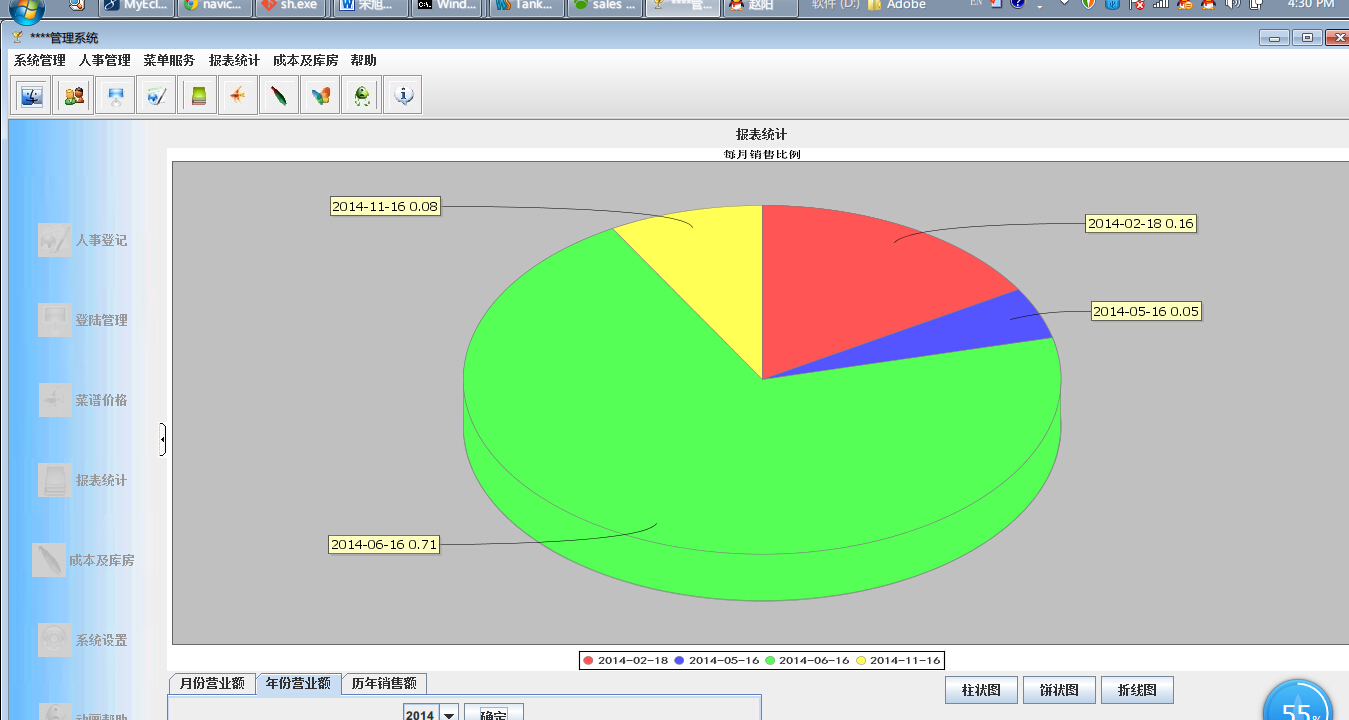 MyEcl... navic... sh.exe 宋旭... Wind... Tank... sales ... ****管... 赵阳 软件 (D:) Adobe EN 4:30 PM
****管理系统
系统管理 人事管理 菜单服务 报表统计 成本及库房 帮助
报表统计
每月销售比例
2014-11-16 0.08
2014-02-18 0.16
人事登记
2014-05-16 0.05
登陆管理
菜谱价格
报表统计
2014-06-16 0.71
成本及库房
系统设置
2014-02-18 2014-05-16 2014-06-16 2014-11-16
月份营业额 年份营业额 历年销售额
柱状图 饼状图 折线图
动画帮助
2014 确定
55%